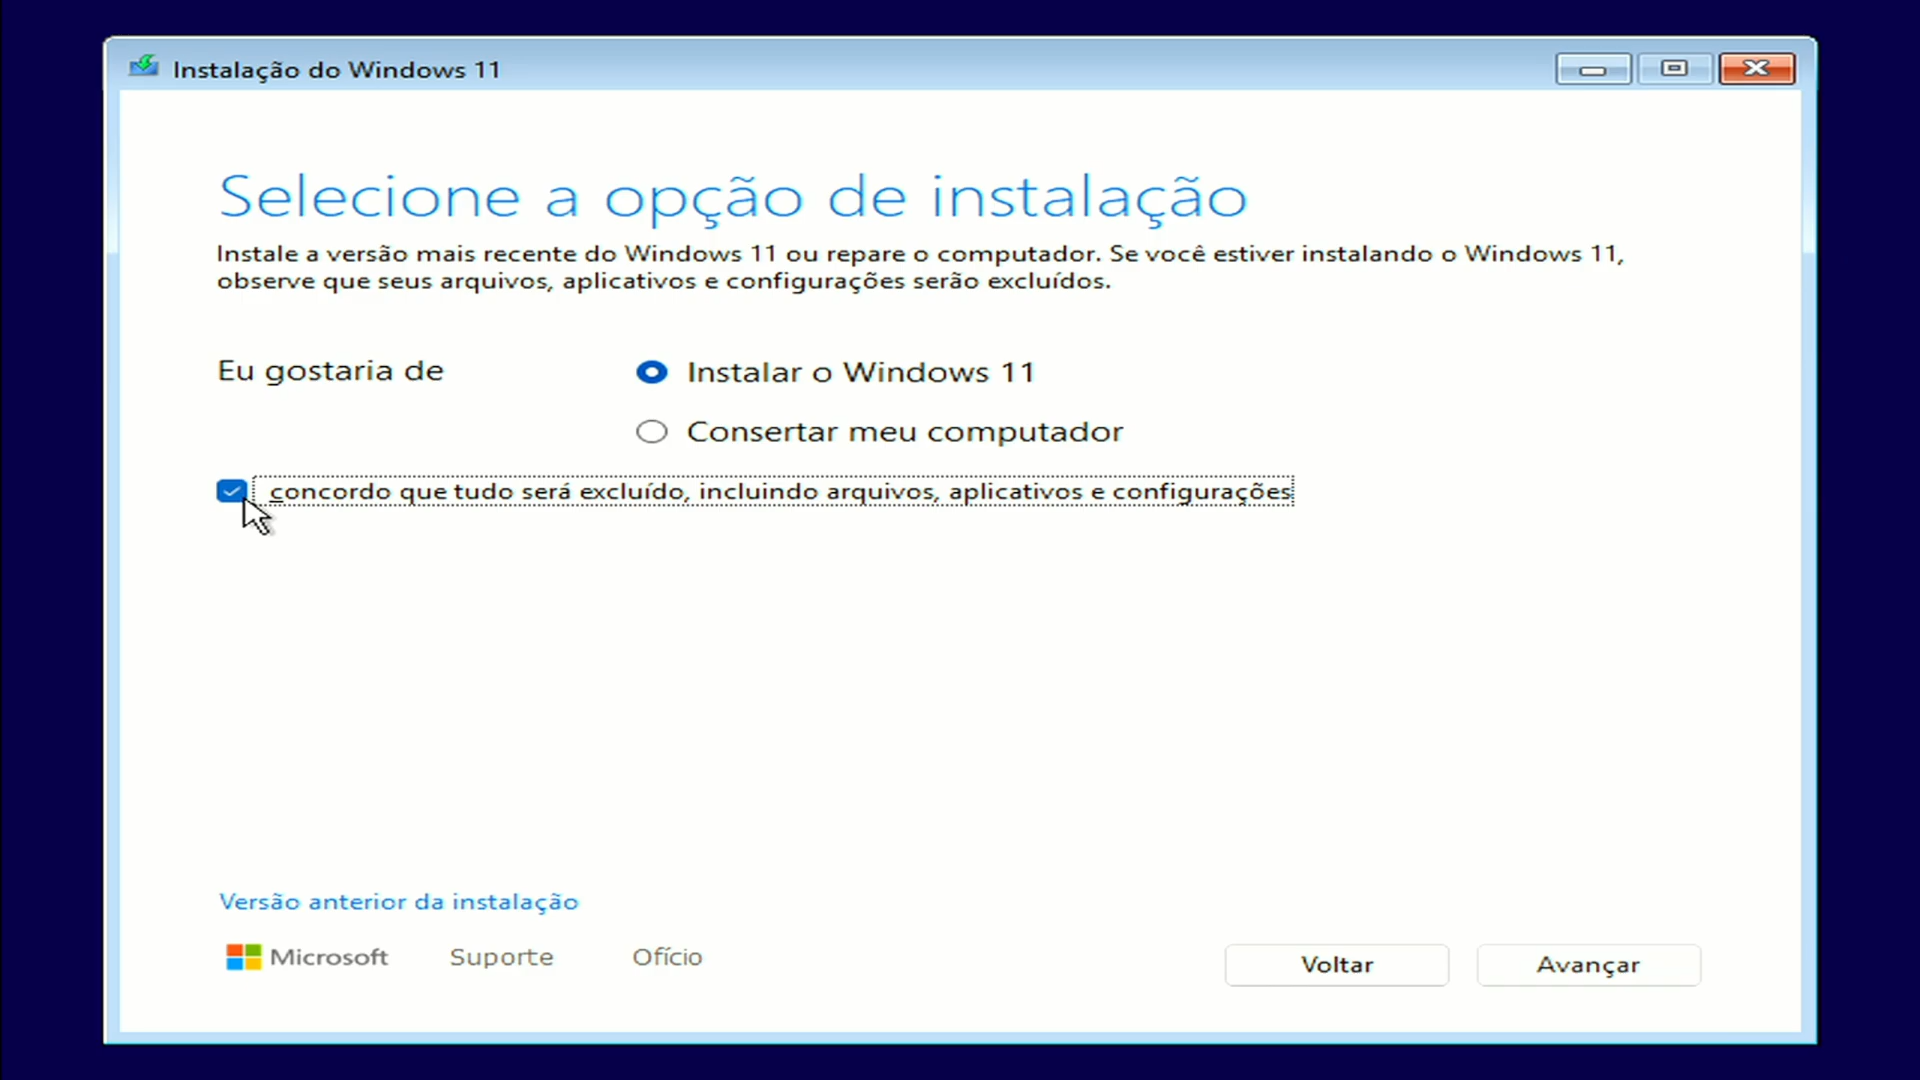 Instalação do Windows 11
Selecione a opção de instalação
Instale a versão mais recente do Windows 11 ou repare o computador. Se você estiver instalando o Windows 11,
observe que seus arquivos, aplicativos e configurações serão excluídos.
Eu gostaria de
Instalar o Windows 11
Consertar meu computador
concordo que tudo será excluído, incluindo arquivos, aplicativos e configurações
Versão anterior da instalação
Microsoft
Suporte
Ofício
Voltar
Avançar